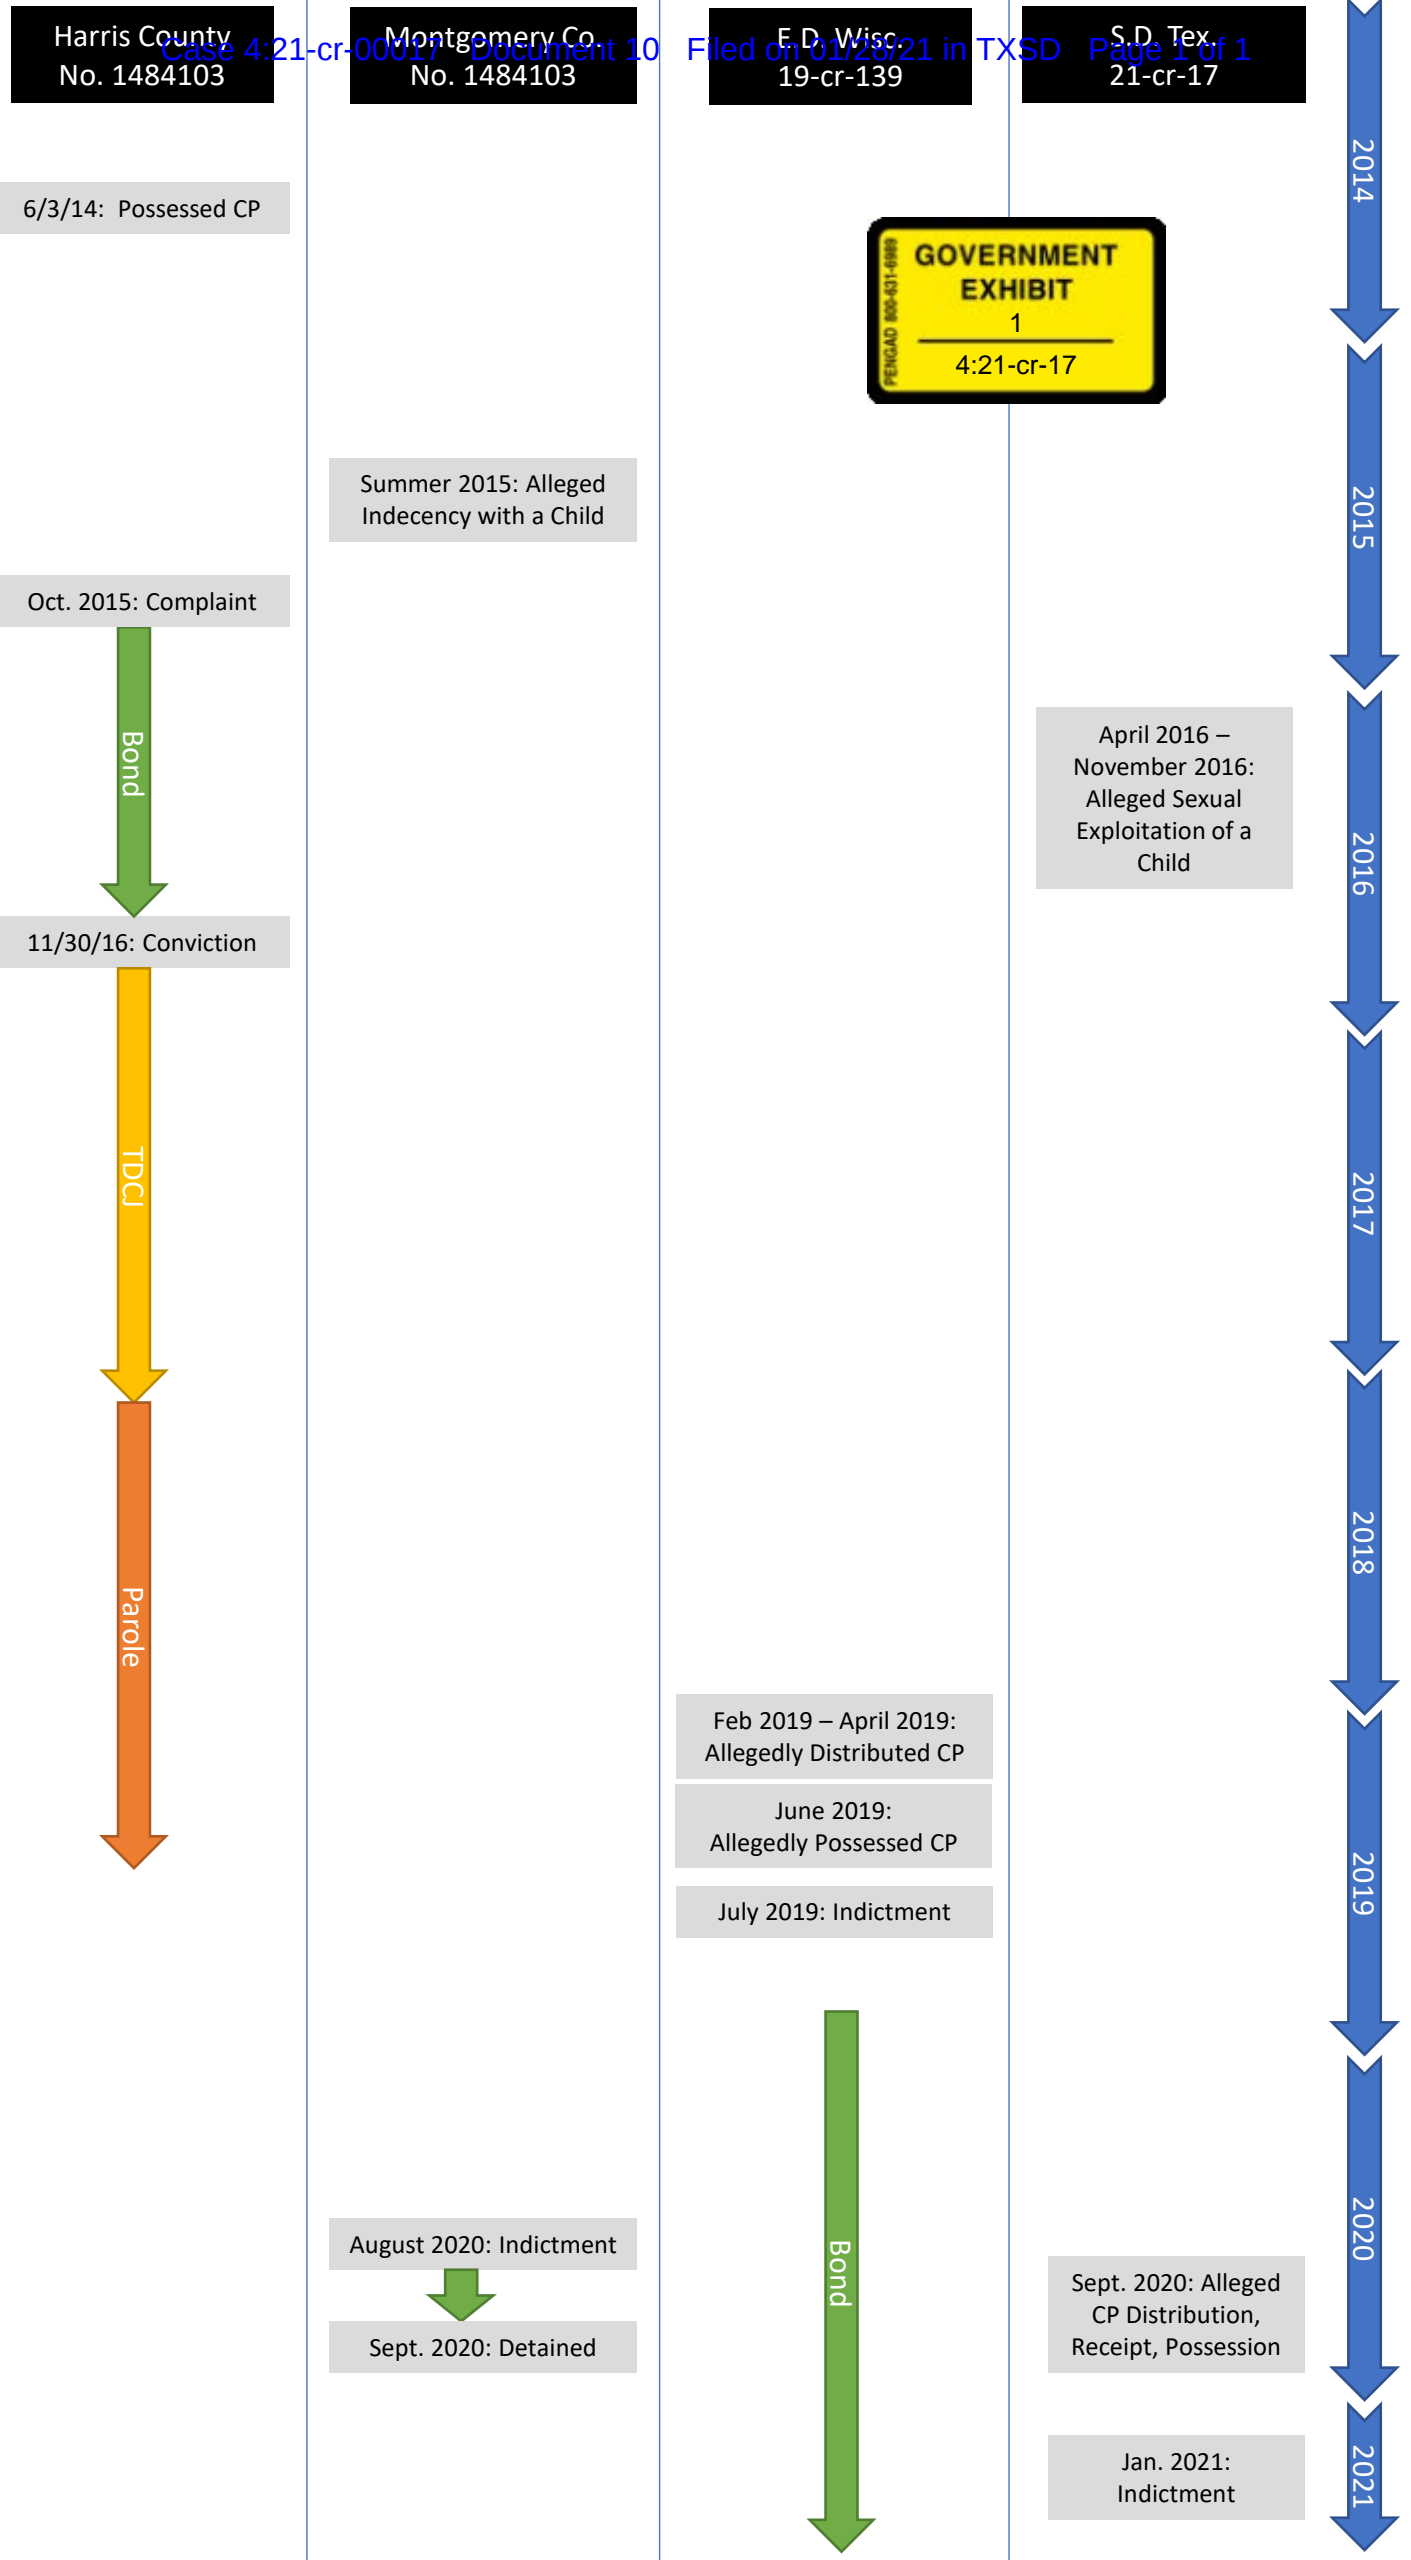 Case 4:21-cr-00017 Document 10 Filed on 01/28/21 in TXSD Page 1 of 1
Harris County
No. 1484103
Montgomery Co.
No. 1484103
E.D. Wisc.
19-cr-139
S.D. Tex.
21-cr-17
2014
6/3/14: Possessed CP
PENGAD 800-631-6989
GOVERNMENT
EXHIBIT
1
4:21-cr-17
2015
Summer 2015: Alleged
Indecency with a Child
Oct. 2015: Complaint
Bond
April 2016 –
November 2016:
Alleged Sexual
Exploitation of a
Child
2016
11/30/16: Conviction
TDCJ
2017
2018
Parole
Feb 2019 – April 2019:
Allegedly Distributed CP
June 2019:
Allegedly Possessed CP
2019
July 2019: Indictment
Bond
2020
August 2020: Indictment
Sept. 2020: Detained
Sept. 2020: Alleged
CP Distribution,
Receipt, Possession
Jan. 2021:
Indictment
2021